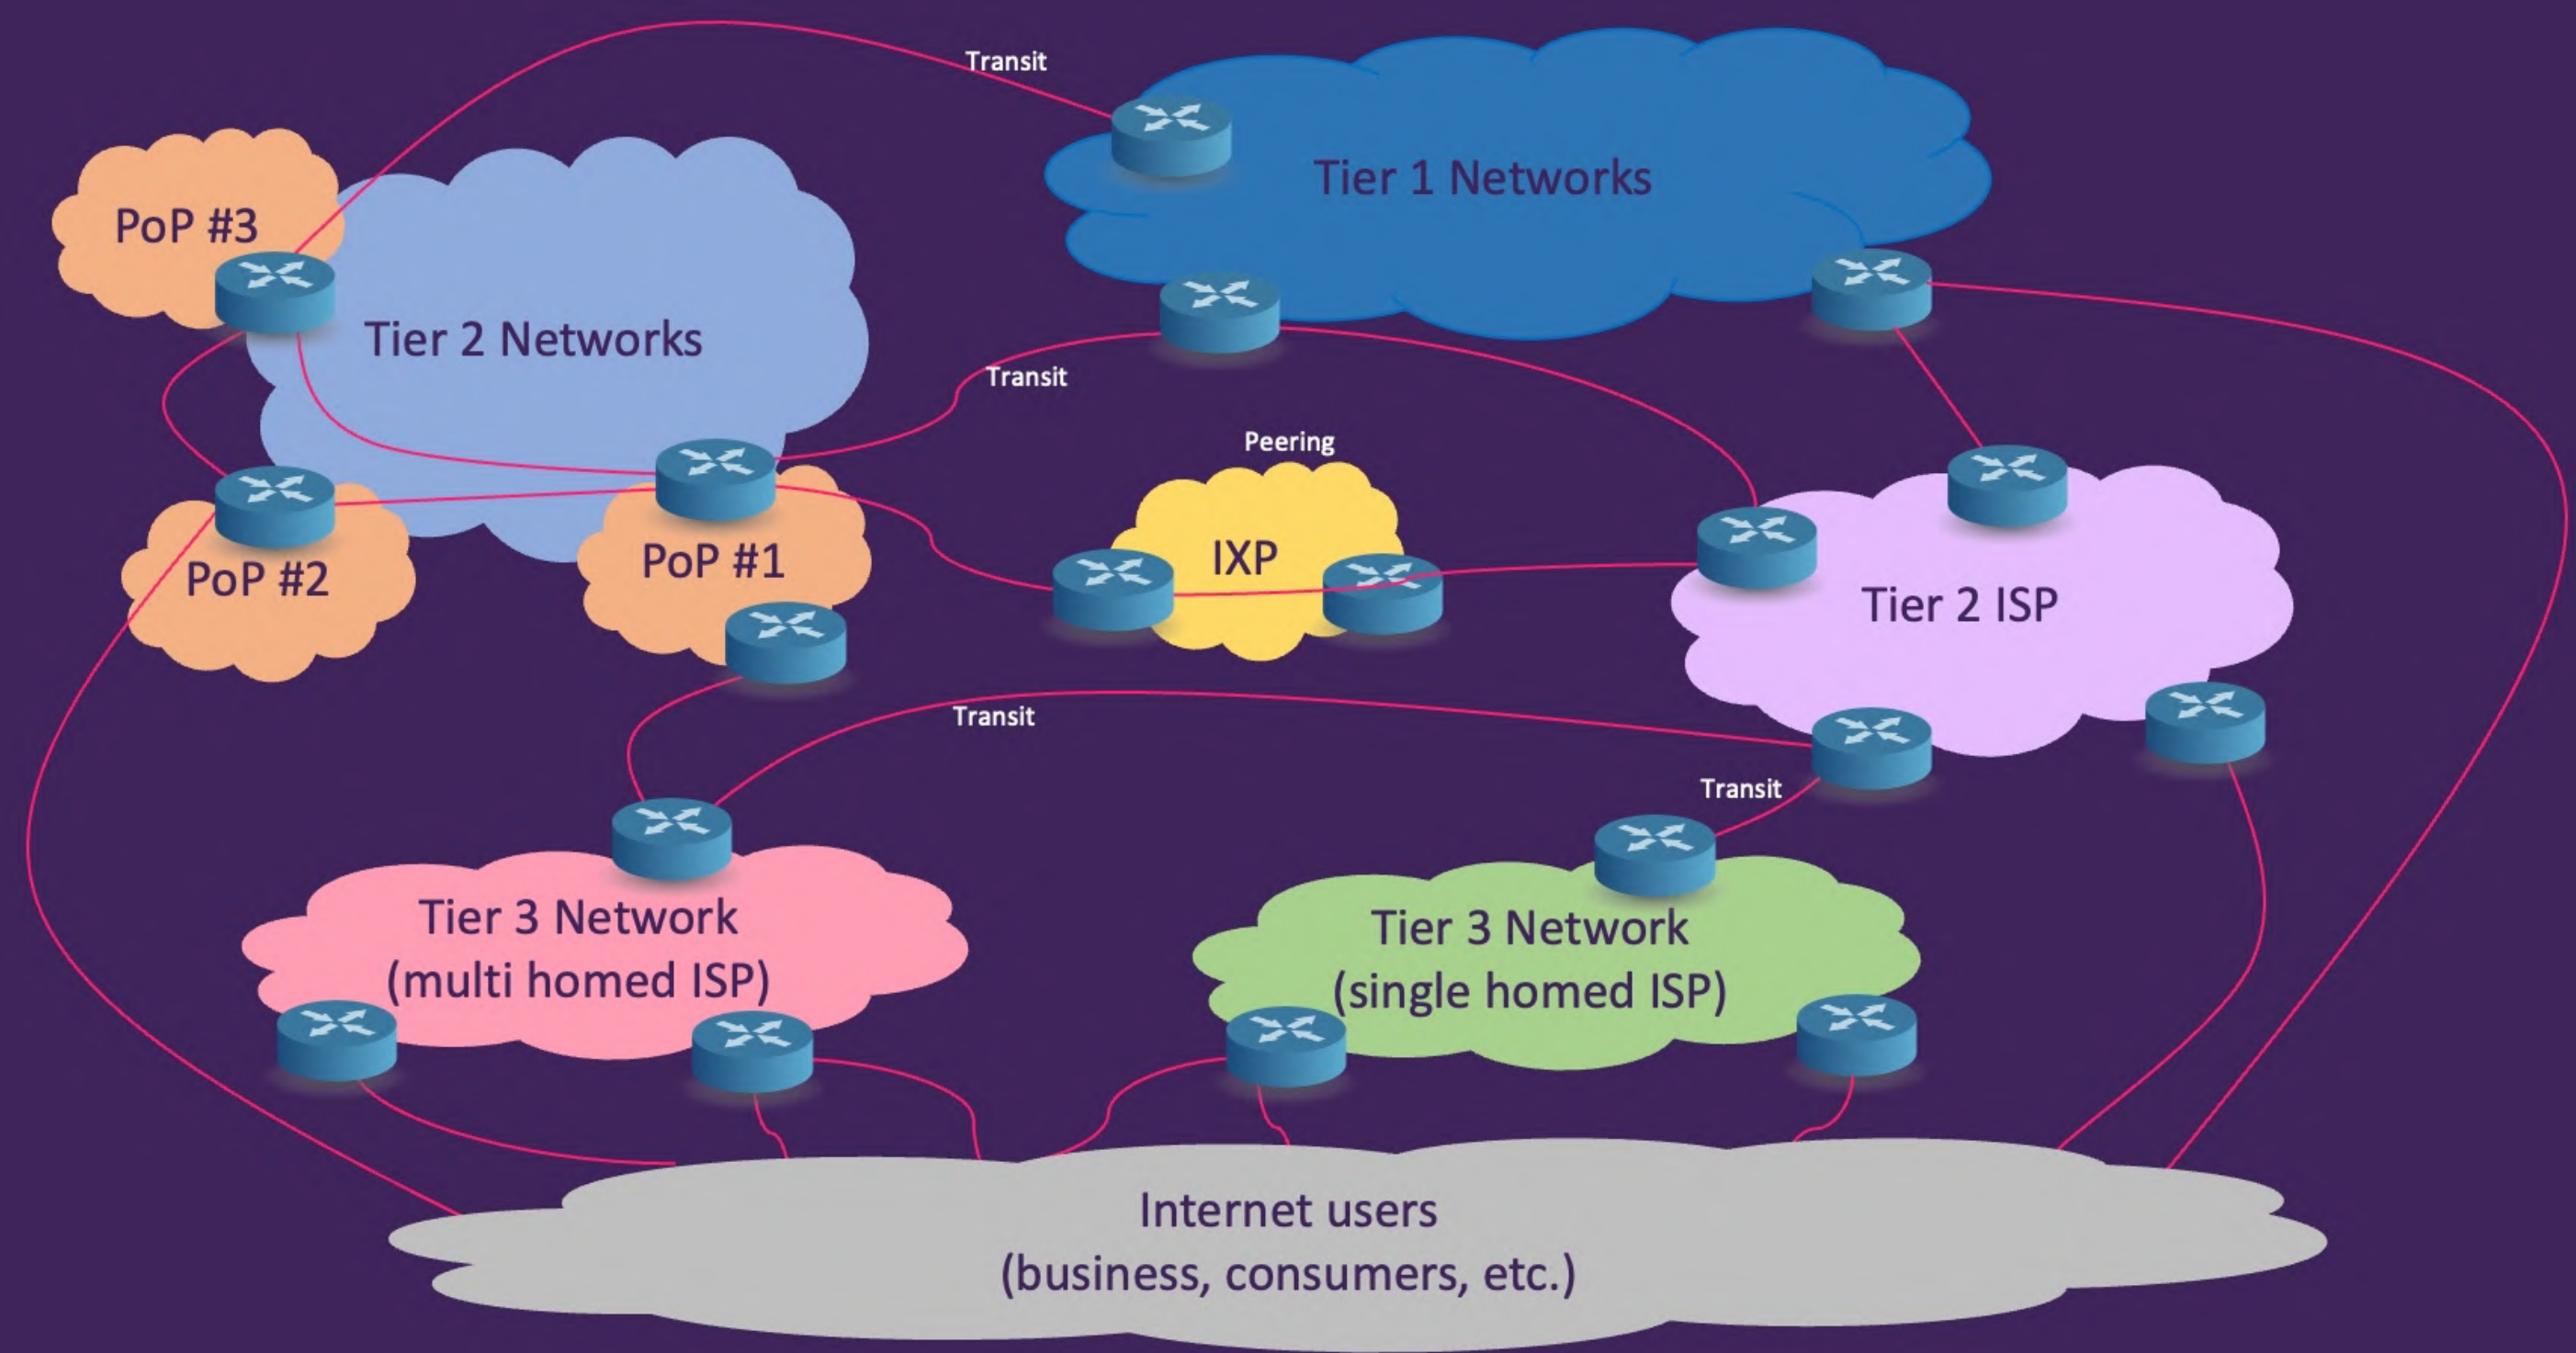 Transit
Tier 1 Networks
PoP #3
Tier 2 Networks
Transit
Peering
IXP
PoP #1
PoP #2
Tier 2 ISP
Transit
Transit
Tier 3 Network
(multi homed ISP)
Tier 3 Network
(single homed ISP)
Internet users
(business, consumers, etc.)